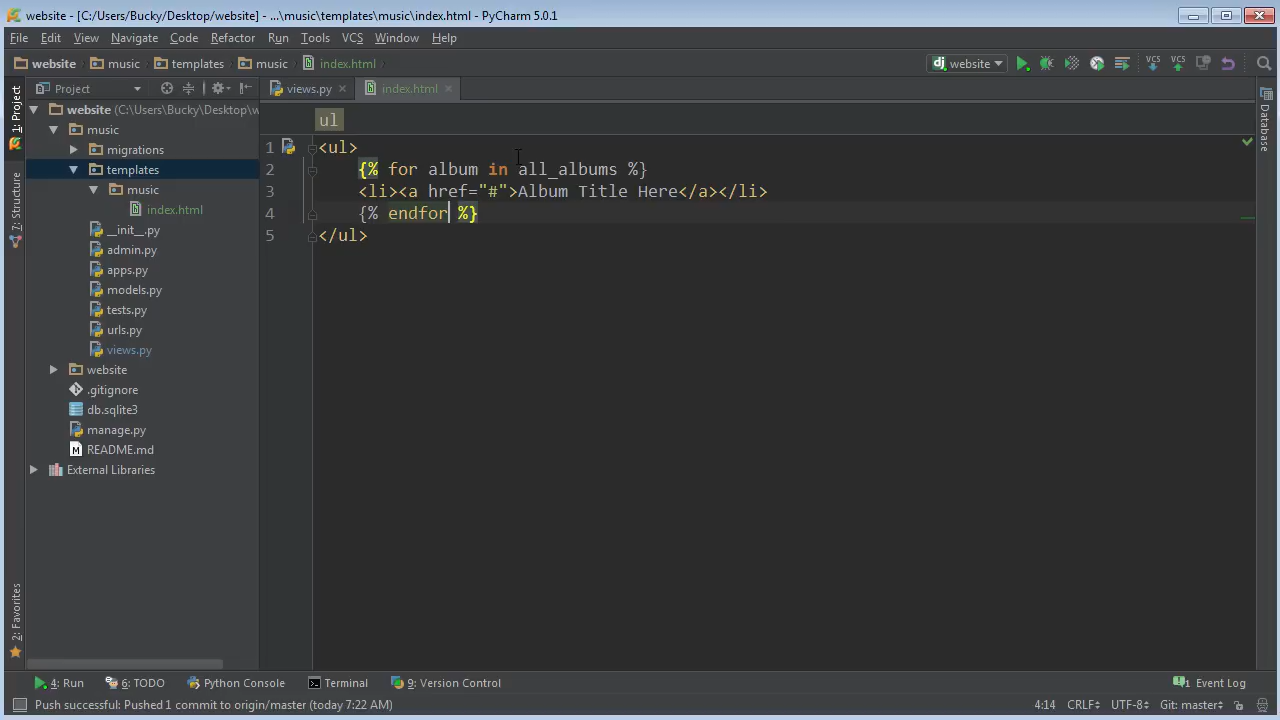 website - [C:/Users/Bucky/Desktop/website] - ...\music\templates\music\index.html - PyCharm 5.0.1
File Edit View Navigate Code Refactor Run Tools VCS Window Help
website music templates music index.html
dj website
VCS VCS
1: Project
Project
views.py
index.html
Database
website (C:\Users\Bucky\Desktop\w
music
migrations
templates
music
index.html
__init__.py
admin.py
apps.py
models.py
tests.py
urls.py
views.py
website
.gitignore
db.sqlite3
manage.py
README.md
External Libraries
7: Structure
2: Favorites
ul
1 <ul>
2 {% for album in all_albums %}
3 <li><a href="#">Album Title Here</a></li>
4 {% endfor %}
5 </ul>
4: Run 6: TODO Python Console Terminal 9: Version Control 1 Event Log
Push successful: Pushed 1 commit to origin/master (today 7:22 AM) 4:14 CRLF UTF-8 Git: master